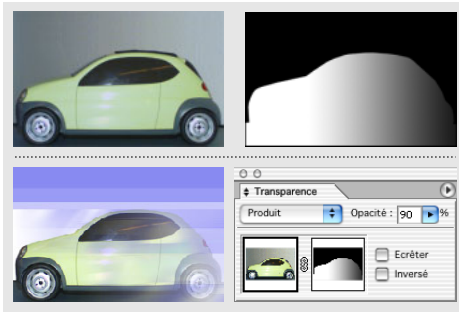 Transparence
Produit
Opacité : 90 %
Ecrêter
Inversé